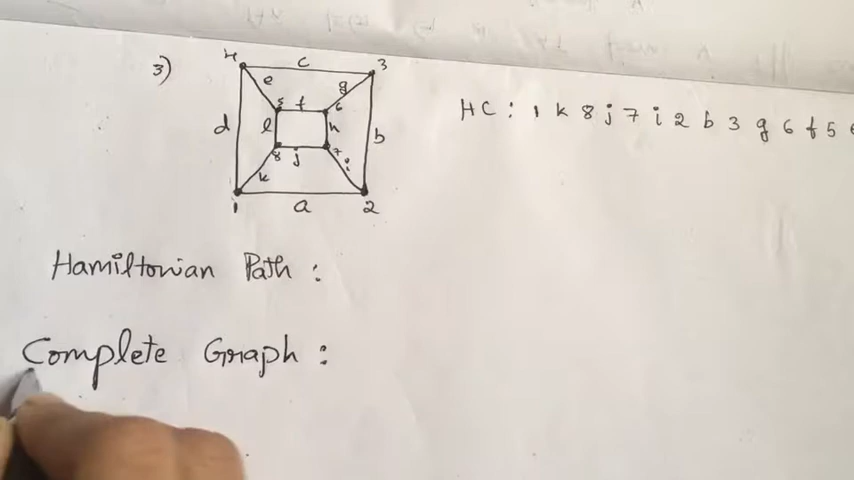 3)
4 c 3
e g
5 f 6
d l h b
8 j 7
k i
1 a 2
HC : 1 k 8 j 7 i 2 b 3 g 6 f 5 e
Hamiltonian Path :
Complete Graph :